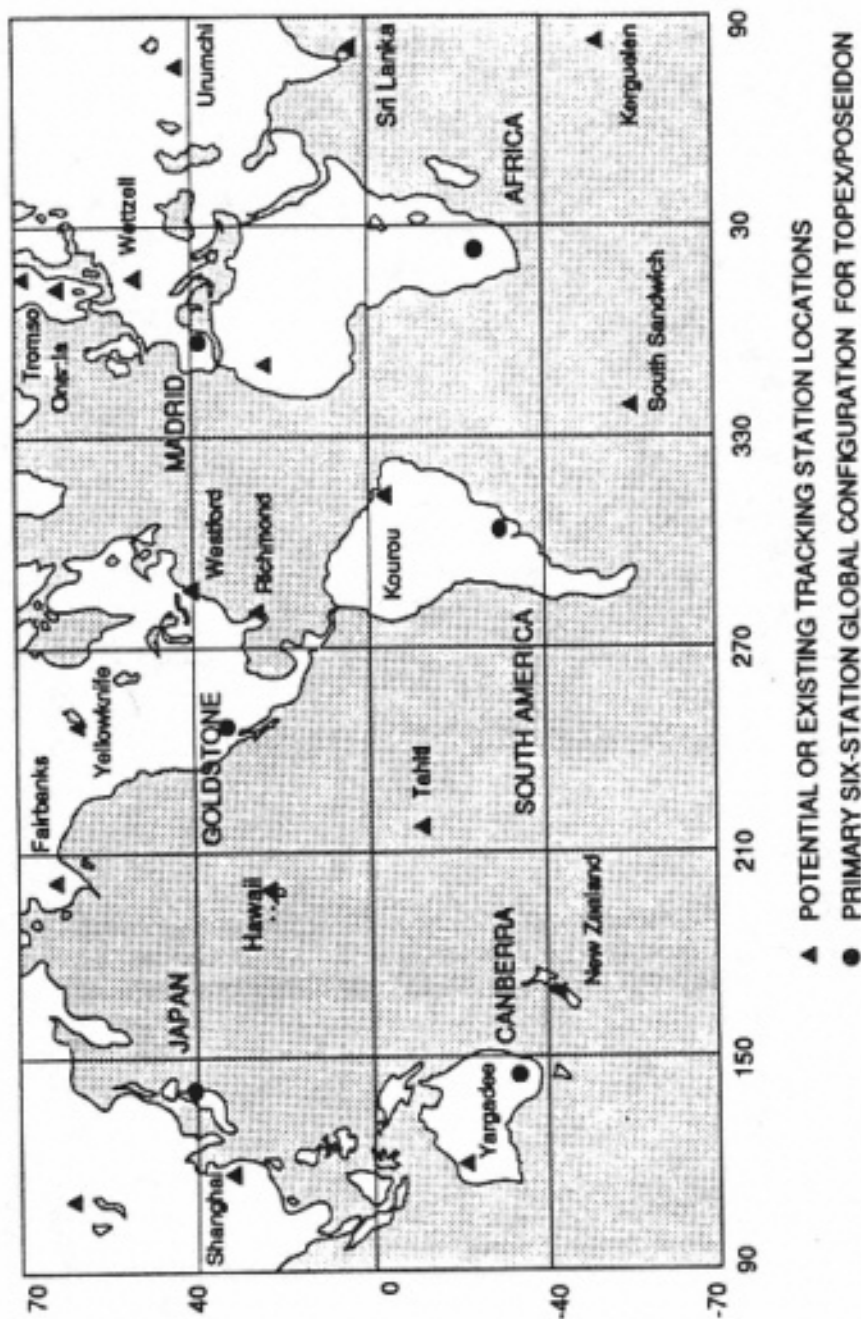 Fairbanks
Yellowknife
Tromso
Wettzell
Urumchi
JAPAN
GOLDSTONE
MADRID
Westford
Richmond
Shanghai
Hawaii
Kourou
Sri Lanka
Tahiti
AFRICA
Yargadee
CANBERRA
SOUTH AMERICA
New Zealand
South Sandwich
Kerguelen
70
40
0
-40
-70
90
150
210
270
330
30
90
▲ POTENTIAL OR EXISTING TRACKING STATION LOCATIONS
● PRIMARY SIX-STATION GLOBAL CONFIGURATION FOR TOPEX/POSEIDON